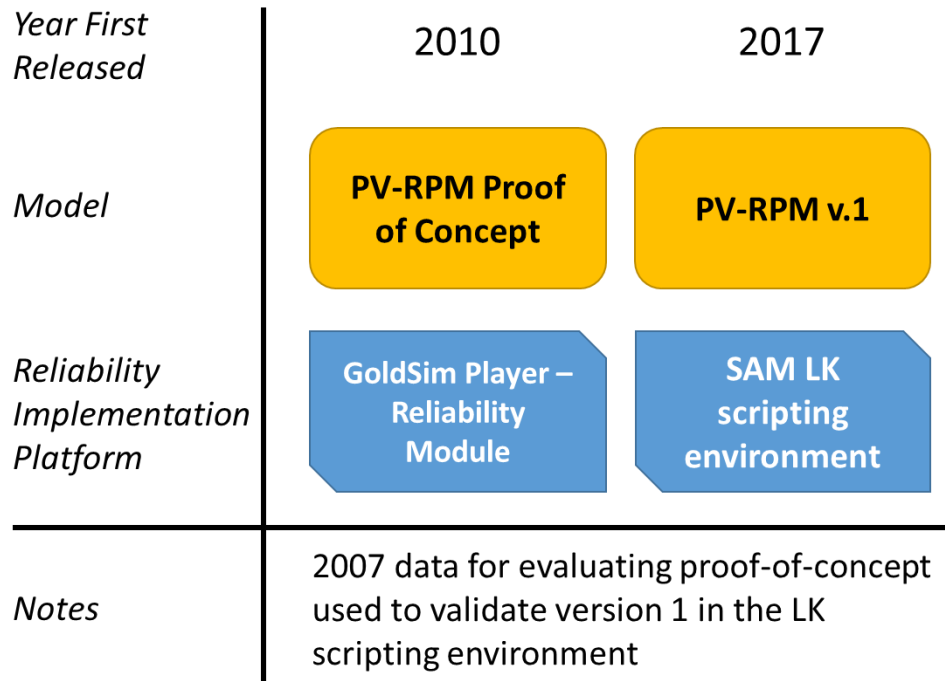 Year First
Released
2010
2017
Model
PV-RPM Proof
of Concept
PV-RPM v.1
Reliability
Implementation
Platform
GoldSim Player –
Reliability
Module
SAM LK
scripting
environment
Notes
2007 data for evaluating proof-of-concept
used to validate version 1 in the LK
scripting environment